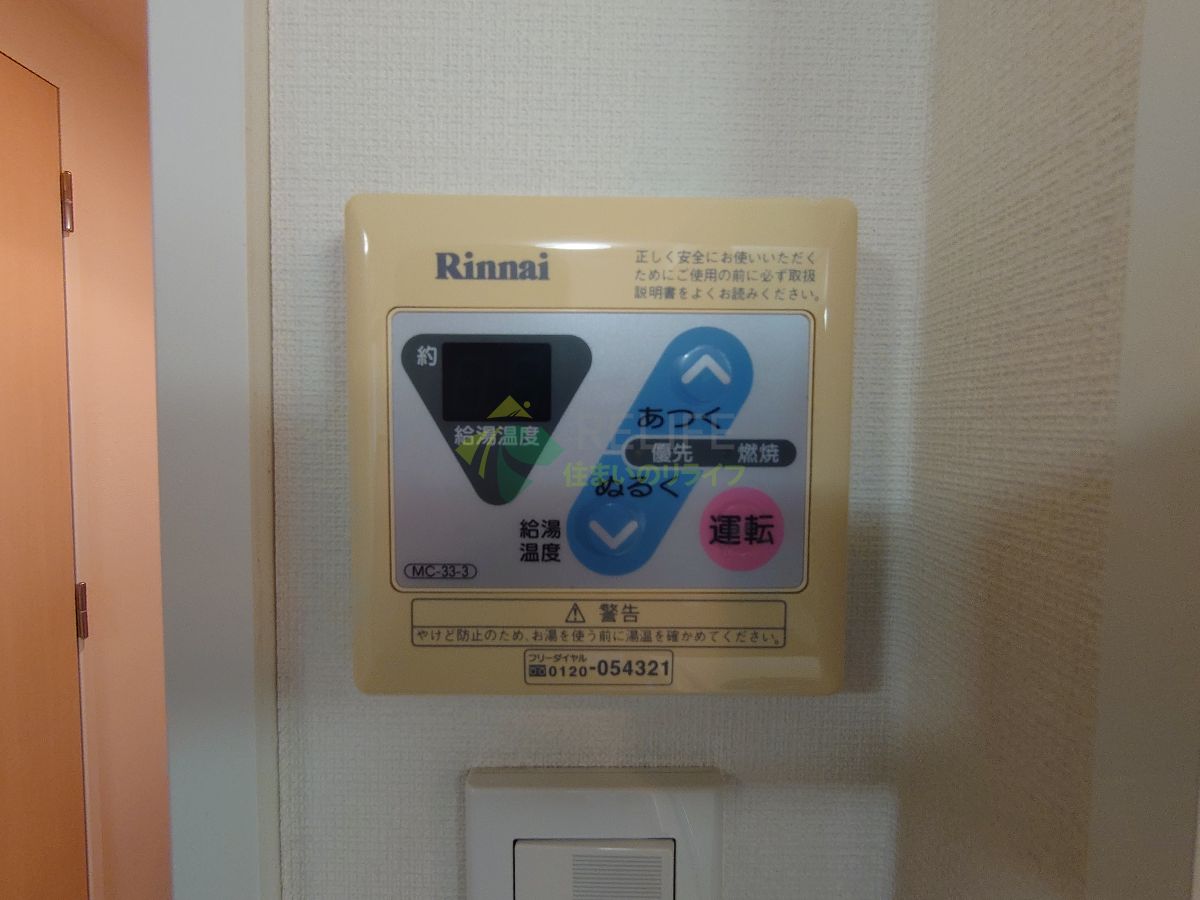 Rinnai
正しく安全にお使いいただく
ためにご使用の前に必ず取扱
説明書をよくお読みください。
約
給湯温度
あつく
優先 燃焼
ぬるく
給湯
温度
運転
MC-33-3
RELIFE
住まいのリライフ
⚠ 警告
やけど防止のため、お湯を使う前に湯温を確かめてください。
フリーダイヤル
0120-054321